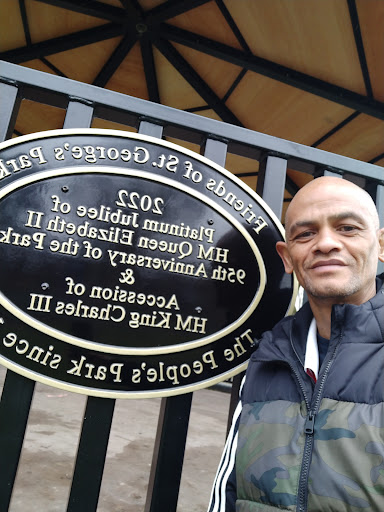 Friends of St. George's Park
2022
Platinum Jubilee of
HM Queen Elizabeth II
95th Anniversary of the Park
&
Accession of
HM King Charles III
The People's Park since